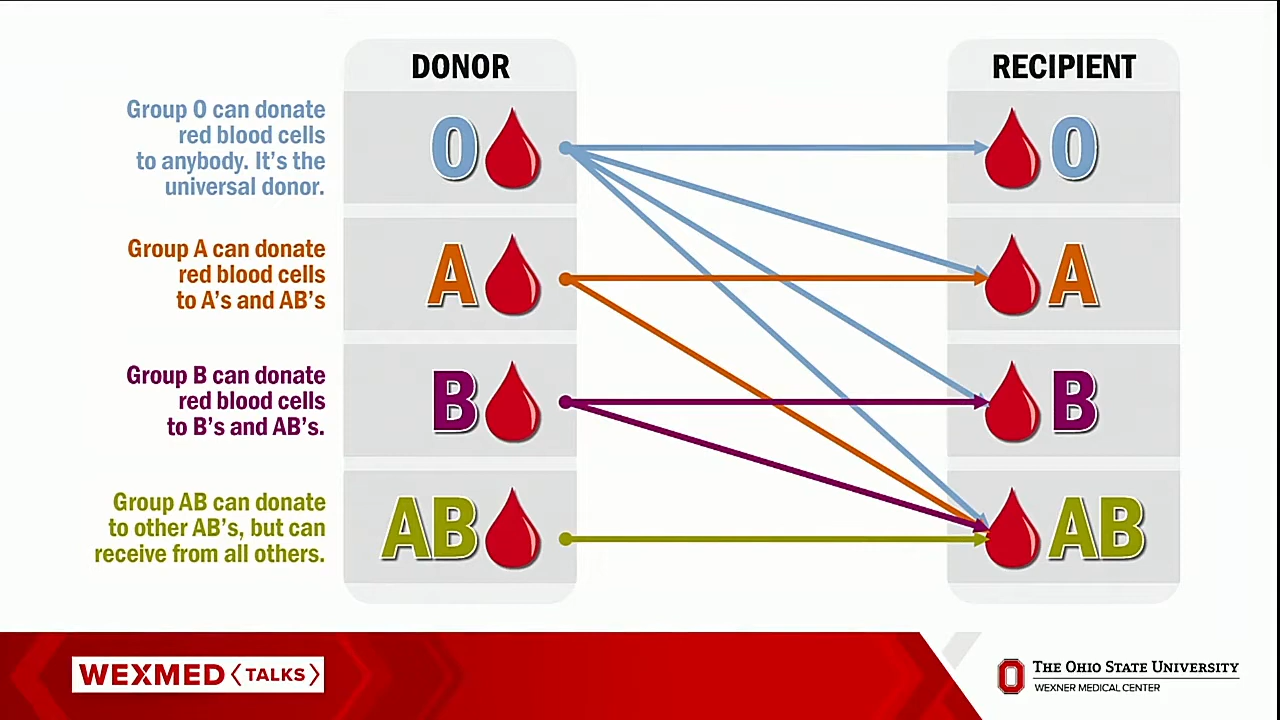 DONOR
RECIPIENT
Group O can donate
red blood cells
to anybody. It's the
universal donor.
O
O
Group A can donate
red blood cells
to A's and AB's
A
A
Group B can donate
red blood cells
to B's and AB's.
B
B
Group AB can donate
to other AB's, but can
receive from all others.
AB
AB
WEXMED TALKS
THE OHIO STATE UNIVERSITY
WEXNER MEDICAL CENTER